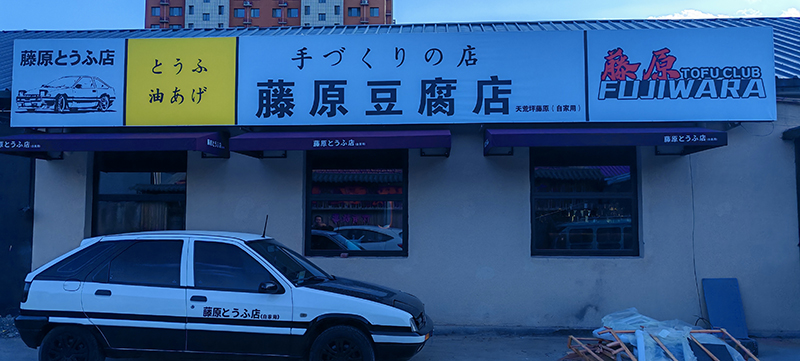 藤原とうふ店
とうふ
油あげ
手づくりの店
藤原豆腐店
天荒坪藤原(自家用)
藤原
TOFU CLUB
FUJIWARA
藤原とうふ店
藤原とうふ店
藤原とうふ店
藤原とうふ店(自家用)